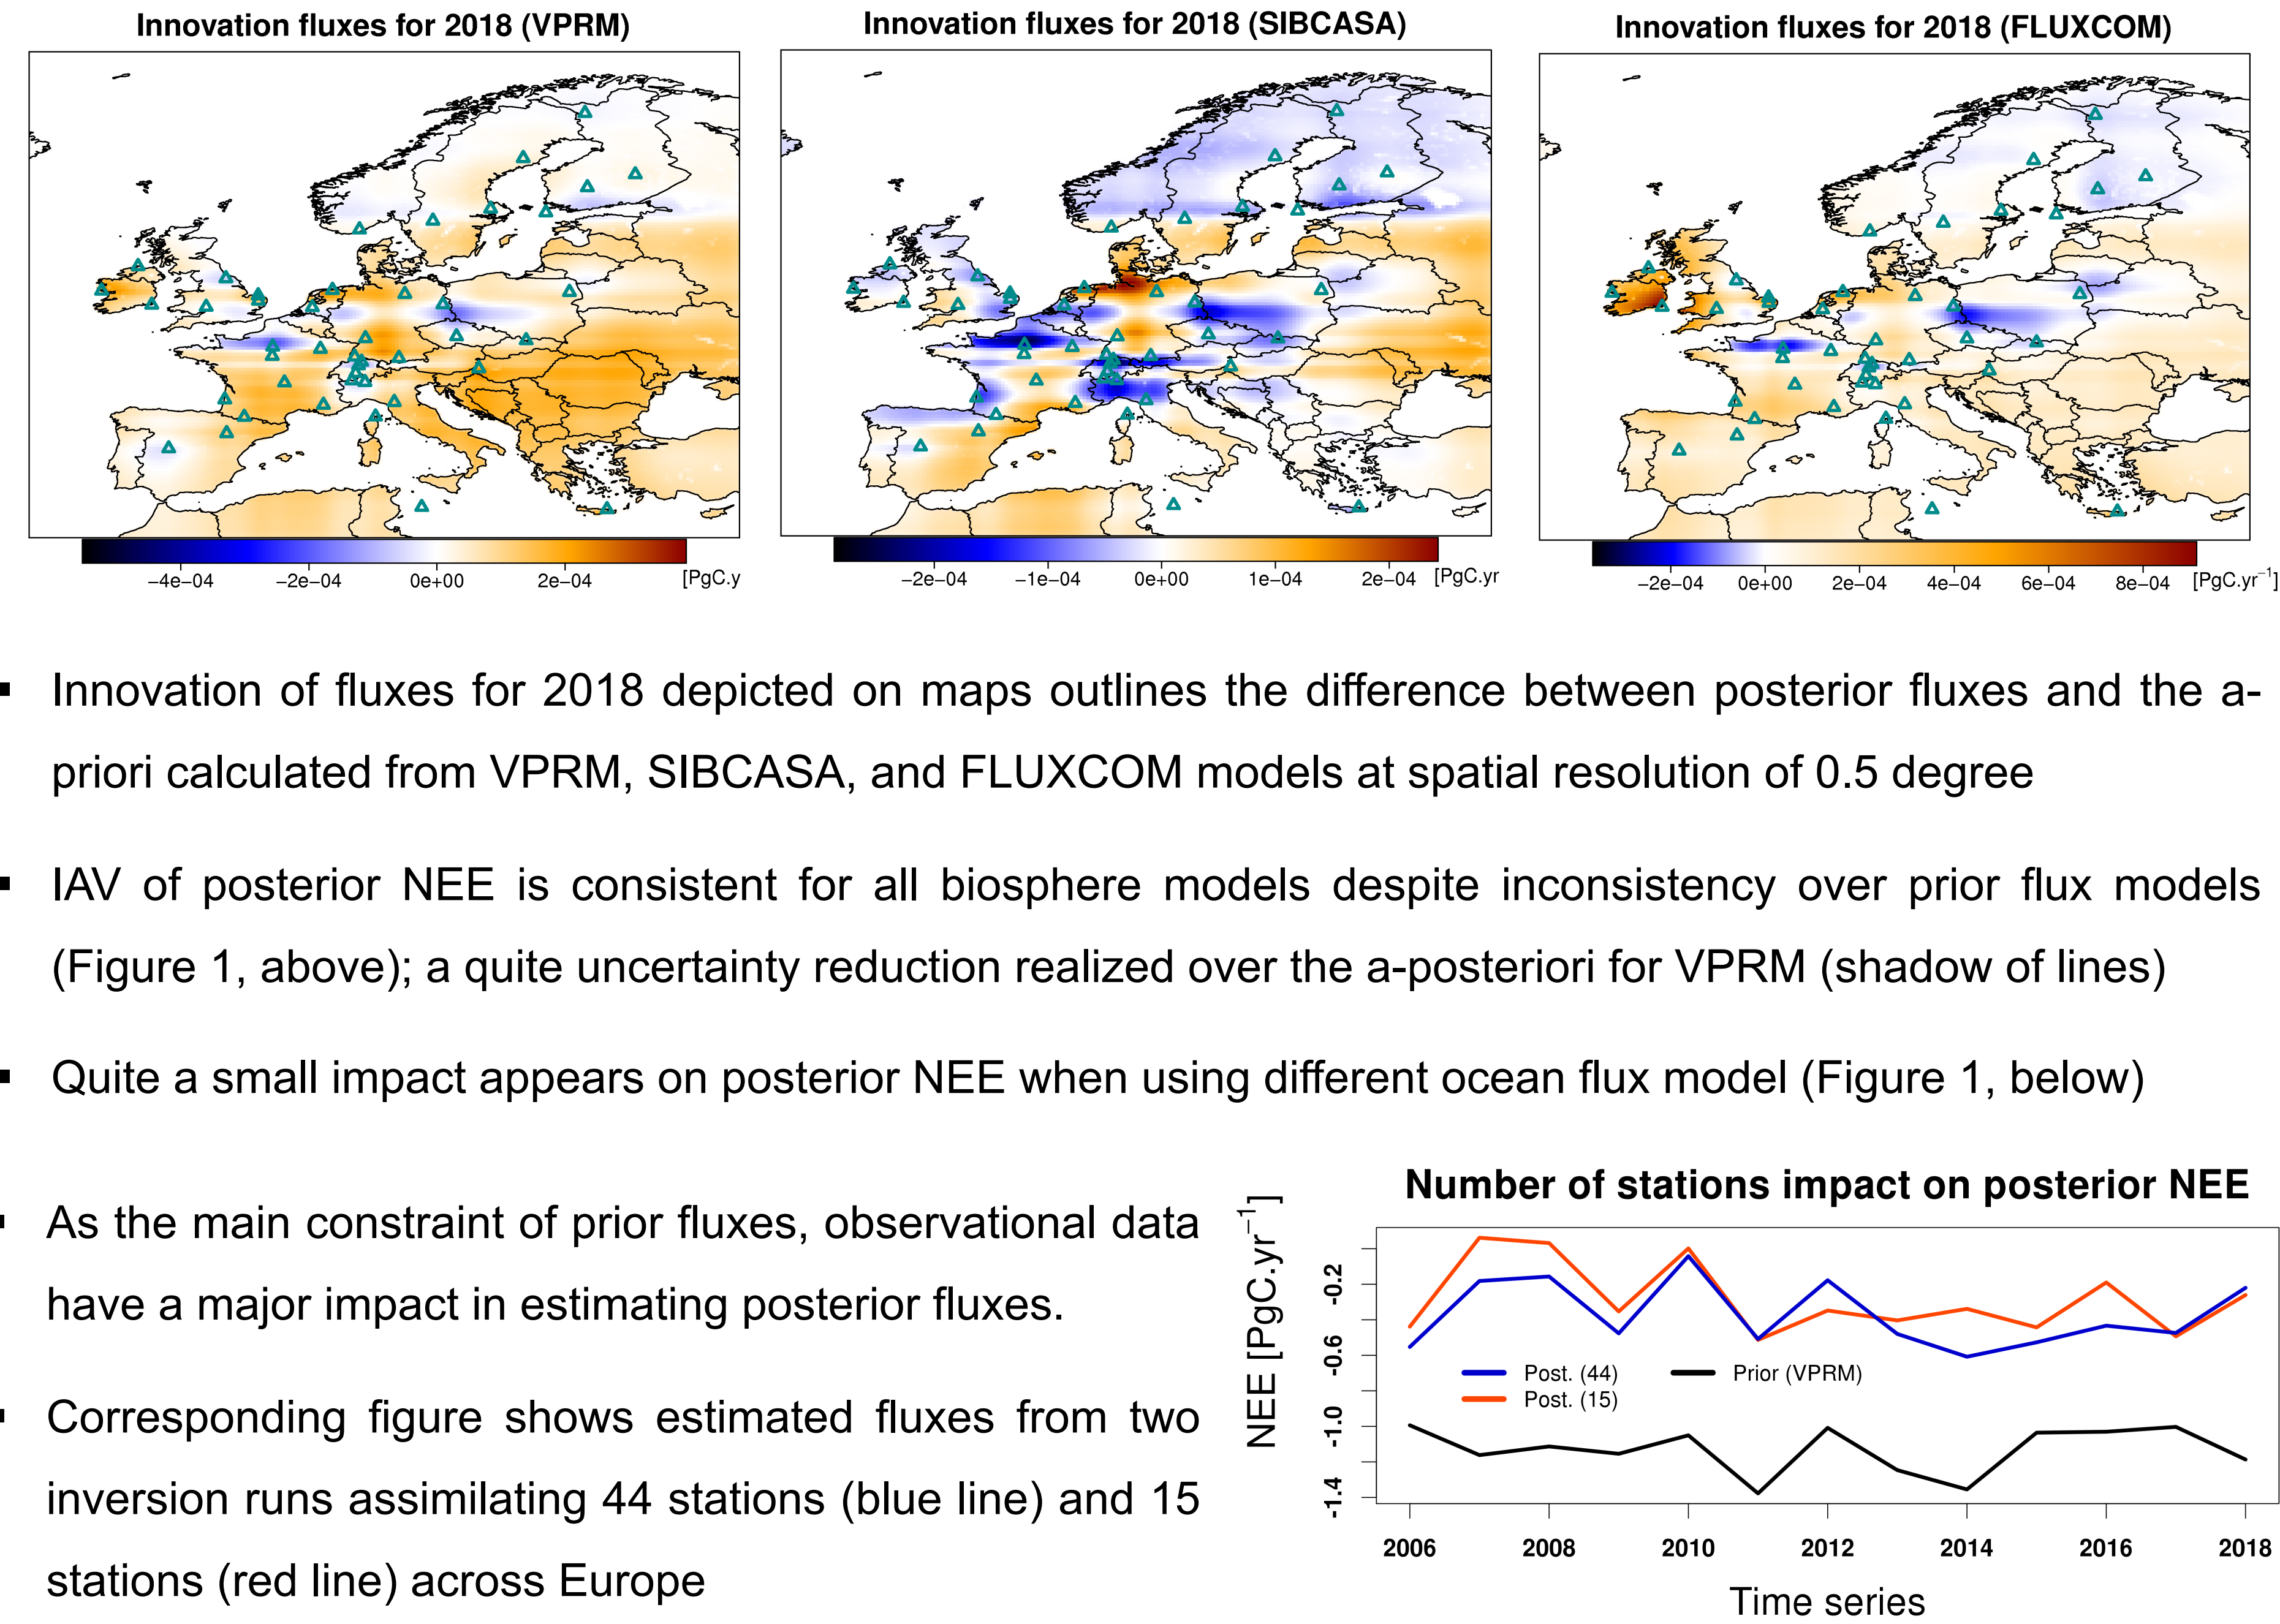 Innovation fluxes for 2018 (VPRM)
Innovation fluxes for 2018 (SIBCASA)
Innovation fluxes for 2018 (FLUXCOM)
−4e−04 −2e−04 0e+00 2e−04 [PgC.y
−2e−04 −1e−04 0e+00 1e−04 2e−04 [PgC.yr
−2e−04 0e+00 2e−04 4e−04 6e−04 8e−04 [PgC.yr⁻¹]
▪ Innovation of fluxes for 2018 depicted on maps outlines the difference between posterior fluxes and the a-
priori calculated from VPRM, SIBCASA, and FLUXCOM models at spatial resolution of 0.5 degree
▪ IAV of posterior NEE is consistent for all biosphere models despite inconsistency over prior flux models
(Figure 1, above); a quite uncertainty reduction realized over the a-posteriori for VPRM (shadow of lines)
▪ Quite a small impact appears on posterior NEE when using different ocean flux model (Figure 1, below)
▪ As the main constraint of prior fluxes, observational data
have a major impact in estimating posterior fluxes.
▪ Corresponding figure shows estimated fluxes from two
inversion runs assimilating 44 stations (blue line) and 15
stations (red line) across Europe
Number of stations impact on posterior NEE
NEE [PgC.yr⁻¹]
-0.2
-0.6
-1.0
-1.4
Post. (44) Prior (VPRM)
Post. (15)
2006 2008 2010 2012 2014 2016 2018
Time series